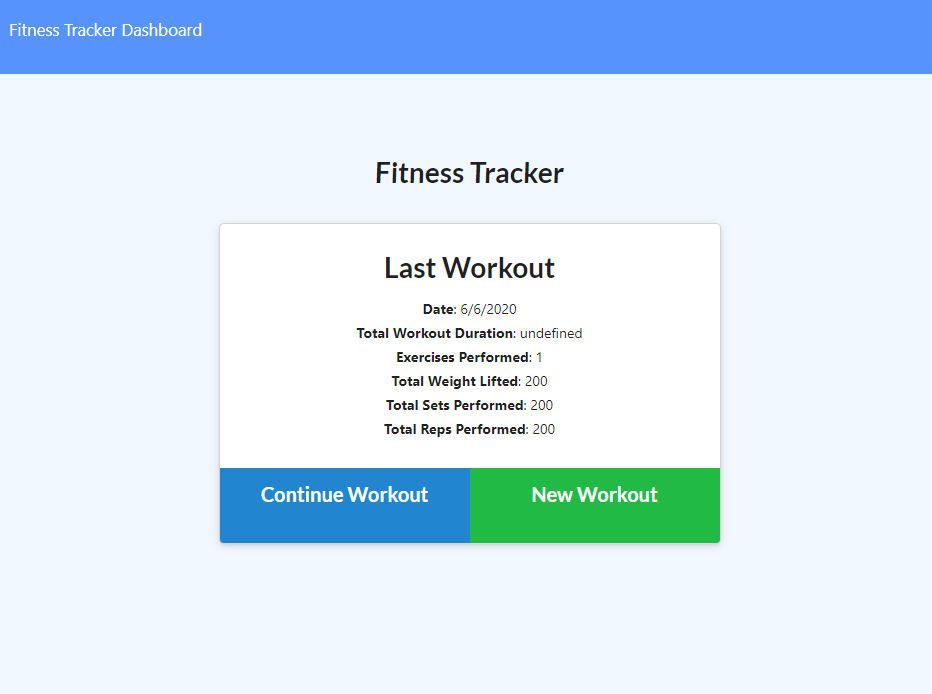 Fitness Tracker Dashboard
Fitness Tracker
Last Workout
Date: 6/6/2020
Total Workout Duration: undefined
Exercises Performed: 1
Total Weight Lifted: 200
Total Sets Performed: 200
Total Reps Performed: 200
Continue Workout
New Workout